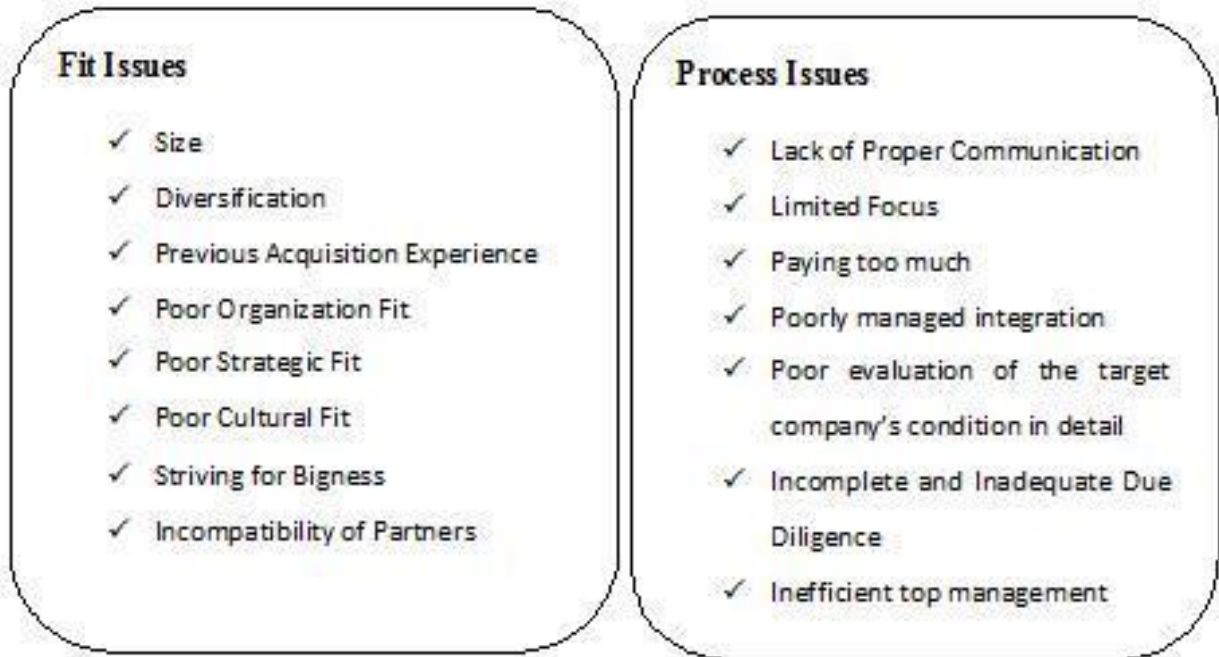 Fit Issues
✓ Size
✓ Diversification
✓ Previous Acquisition Experience
✓ Poor Organization Fit
✓ Poor Strategic Fit
✓ Poor Cultural Fit
✓ Striving for Bigness
✓ Incompatibility of Partners
Process Issues
✓ Lack of Proper Communication
✓ Limited Focus
✓ Paying too much
✓ Poorly managed integration
✓ Poor evaluation of the target
company's condition in detail
✓ Incomplete and Inadequate Due
Diligence
✓ Inefficient top management